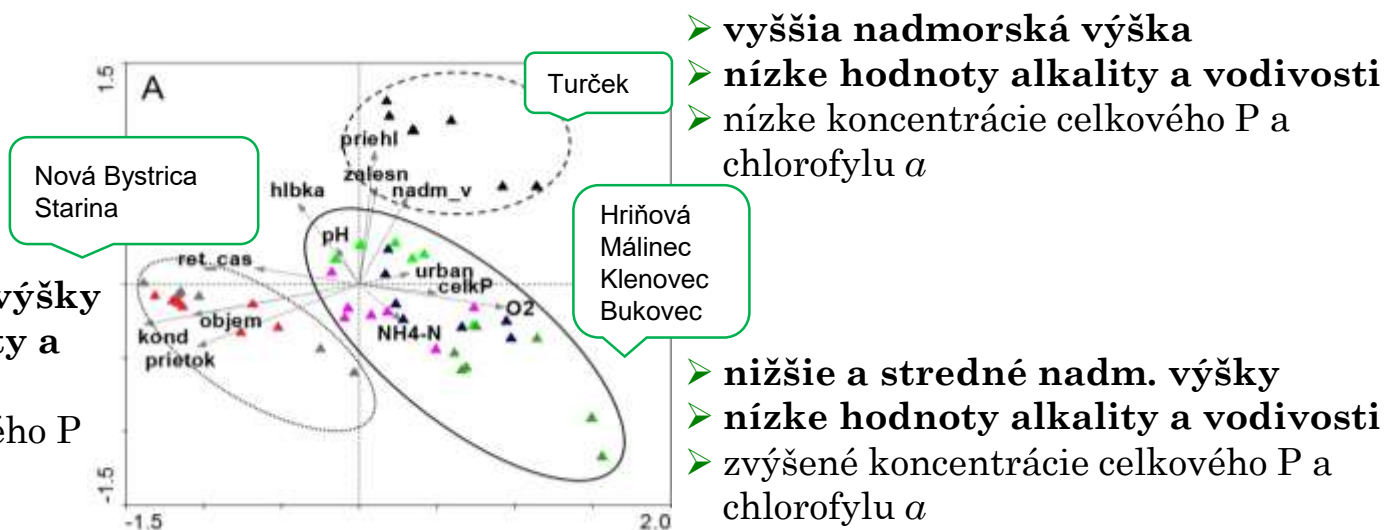 ➢ vyššia nadmorská výška
➢ nízke hodnoty alkality a vodivosti
➢ nízke koncentrácie celkového P a
chlorofylu a
Turček
Nová Bystrica
Starina
Hriňová
Málinec
Klenovec
Bukovec
výšky
ty a
ého P
1.5
A
priehl
zalesn
hlbka
nadm_v
pH
ret_cas
urban
celkP
O2
objem
kond
NH4-N
prietok
-1.5
-1.5
2.0
➢ nižšie a stredné nadm. výšky
➢ nízke hodnoty alkality a vodivosti
➢ zvýšené koncentrácie celkového P a
chlorofylu a